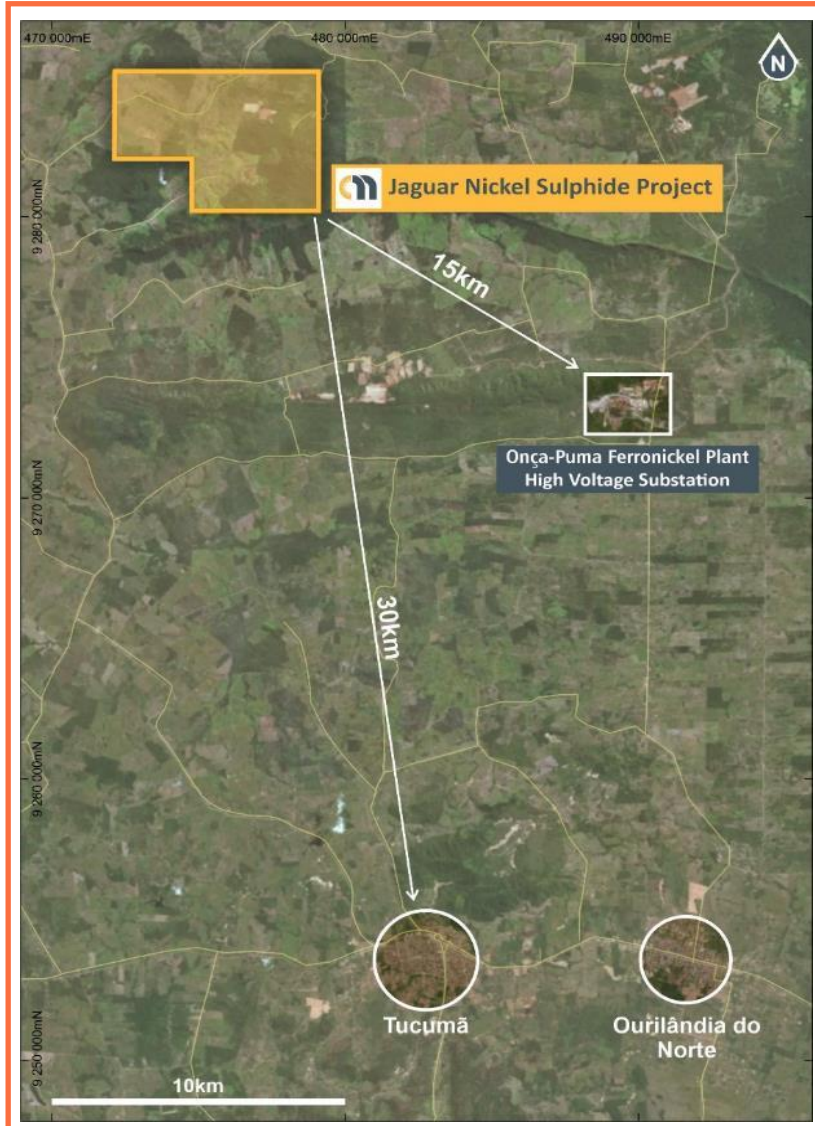 470 000mE
480 000mE
490 000mE
N
Jaguar Nickel Sulphide Project
9 280 000mN
15km
Onça-Puma Ferronickel Plant
High Voltage Substation
9 270 000mN
30km
9 260 000mN
Tucumã
Ourilândia do
Norte
9 250 000mN
10km